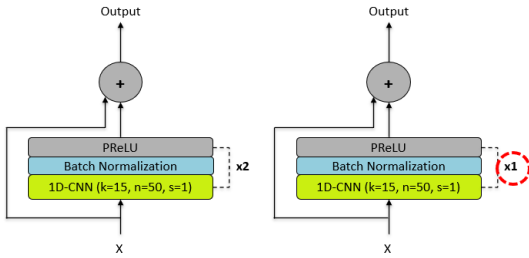 Output
+
PReLU
Batch Normalization
1D-CNN (k=15, n=50, s=1)
x2
X
Output
+
PReLU
Batch Normalization
1D-CNN (k=15, n=50, s=1)
x1
X